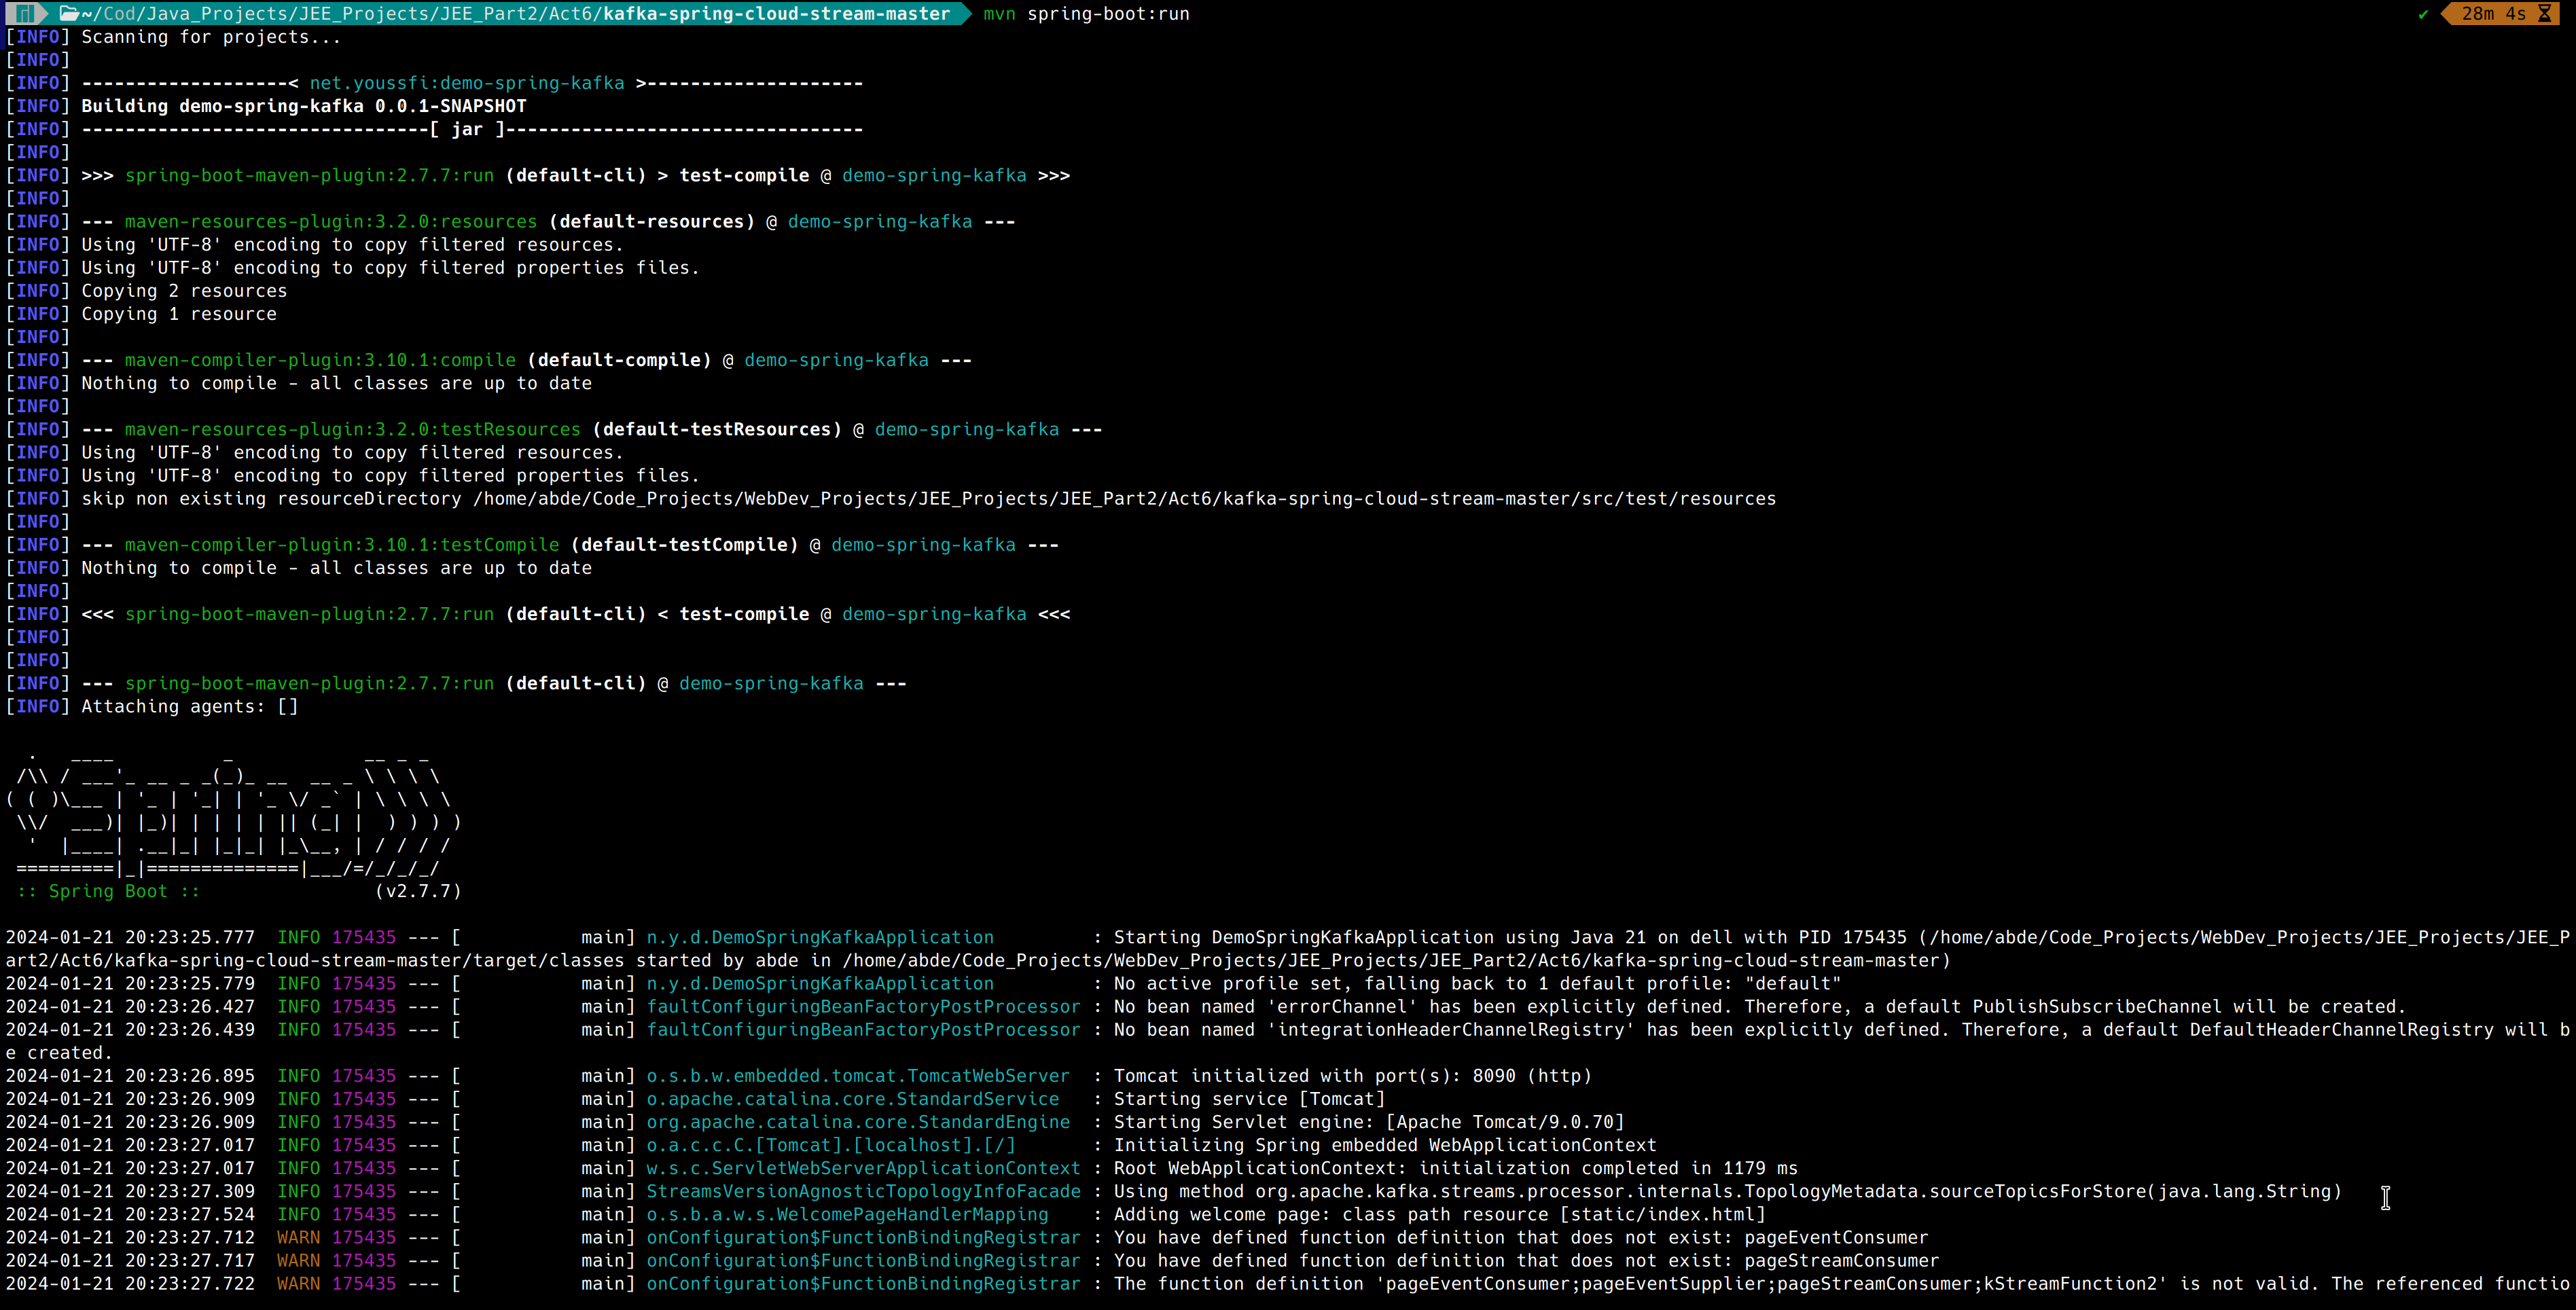 ~/Cod/Java_Projects/JEE_Projects/JEE_Part2/Act6/kafka-spring-cloud-stream-master mvn spring-boot:run ✔ 28m 4s
[INFO] Scanning for projects...
[INFO]
[INFO] -------------------< net.youssfi:demo-spring-kafka >--------------------
[INFO] Building demo-spring-kafka 0.0.1-SNAPSHOT
[INFO] --------------------------------[ jar ]---------------------------------
[INFO]
[INFO] >>> spring-boot-maven-plugin:2.7.7:run (default-cli) > test-compile @ demo-spring-kafka >>>
[INFO]
[INFO] --- maven-resources-plugin:3.2.0:resources (default-resources) @ demo-spring-kafka ---
[INFO] Using 'UTF-8' encoding to copy filtered resources.
[INFO] Using 'UTF-8' encoding to copy filtered properties files.
[INFO] Copying 2 resources
[INFO] Copying 1 resource
[INFO]
[INFO] --- maven-compiler-plugin:3.10.1:compile (default-compile) @ demo-spring-kafka ---
[INFO] Nothing to compile - all classes are up to date
[INFO]
[INFO] --- maven-resources-plugin:3.2.0:testResources (default-testResources) @ demo-spring-kafka ---
[INFO] Using 'UTF-8' encoding to copy filtered resources.
[INFO] Using 'UTF-8' encoding to copy filtered properties files.
[INFO] skip non existing resourceDirectory /home/abde/Code_Projects/WebDev_Projects/JEE_Projects/JEE_Part2/Act6/kafka-spring-cloud-stream-master/src/test/resources
[INFO]
[INFO] --- maven-compiler-plugin:3.10.1:testCompile (default-testCompile) @ demo-spring-kafka ---
[INFO] Nothing to compile - all classes are up to date
[INFO]
[INFO] <<< spring-boot-maven-plugin:2.7.7:run (default-cli) < test-compile @ demo-spring-kafka <<<
[INFO]
[INFO]
[INFO] --- spring-boot-maven-plugin:2.7.7:run (default-cli) @ demo-spring-kafka ---
[INFO] Attaching agents: []
  .   ____          _            __ _ _
 /\\ / ___'_ __ _ _(_)_ __  __ _ \ \ \ \
( ( )\___ | '_ | '_| | '_ \/ _` | \ \ \ \
 \\/  ___)| |_)| | | | | || (_| |  ) ) ) )
  '  |____| .__|_| |_|_| |_\__, | / / / /
 =========|_|==============|___/=/_/_/_/
 :: Spring Boot ::                (v2.7.7)
2024-01-21 20:23:25.777  INFO 175435 --- [           main] n.y.d.DemoSpringKafkaApplication         : Starting DemoSpringKafkaApplication using Java 21 on dell with PID 175435 (/home/abde/Code_Projects/WebDev_Projects/JEE_Projects/JEE_P
art2/Act6/kafka-spring-cloud-stream-master/target/classes started by abde in /home/abde/Code_Projects/WebDev_Projects/JEE_Projects/JEE_Part2/Act6/kafka-spring-cloud-stream-master)
2024-01-21 20:23:25.779  INFO 175435 --- [           main] n.y.d.DemoSpringKafkaApplication         : No active profile set, falling back to 1 default profile: "default"
2024-01-21 20:23:26.427  INFO 175435 --- [           main] faultConfiguringBeanFactoryPostProcessor : No bean named 'errorChannel' has been explicitly defined. Therefore, a default PublishSubscribeChannel will be created.
2024-01-21 20:23:26.439  INFO 175435 --- [           main] faultConfiguringBeanFactoryPostProcessor : No bean named 'integrationHeaderChannelRegistry' has been explicitly defined. Therefore, a default DefaultHeaderChannelRegistry will b
e created.
2024-01-21 20:23:26.895  INFO 175435 --- [           main] o.s.b.w.embedded.tomcat.TomcatWebServer  : Tomcat initialized with port(s): 8090 (http)
2024-01-21 20:23:26.909  INFO 175435 --- [           main] o.apache.catalina.core.StandardService   : Starting service [Tomcat]
2024-01-21 20:23:26.909  INFO 175435 --- [           main] org.apache.catalina.core.StandardEngine  : Starting Servlet engine: [Apache Tomcat/9.0.70]
2024-01-21 20:23:27.017  INFO 175435 --- [           main] o.a.c.c.C.[Tomcat].[localhost].[/]       : Initializing Spring embedded WebApplicationContext
2024-01-21 20:23:27.017  INFO 175435 --- [           main] w.s.c.ServletWebServerApplicationContext : Root WebApplicationContext: initialization completed in 1179 ms
2024-01-21 20:23:27.309  INFO 175435 --- [           main] StreamsVersionAgnosticTopologyInfoFacade : Using method org.apache.kafka.streams.processor.internals.TopologyMetadata.sourceTopicsForStore(java.lang.String)
2024-01-21 20:23:27.524  INFO 175435 --- [           main] o.s.b.a.w.s.WelcomePageHandlerMapping    : Adding welcome page: class path resource [static/index.html]
2024-01-21 20:23:27.712  WARN 175435 --- [           main] onConfiguration$FunctionBindingRegistrar : You have defined function definition that does not exist: pageEventConsumer
2024-01-21 20:23:27.717  WARN 175435 --- [           main] onConfiguration$FunctionBindingRegistrar : You have defined function definition that does not exist: pageStreamConsumer
2024-01-21 20:23:27.722  WARN 175435 --- [           main] onConfiguration$FunctionBindingRegistrar : The function definition 'pageEventConsumer;pageEventSupplier;pageStreamConsumer;kStreamFunction2' is not valid. The referenced functio